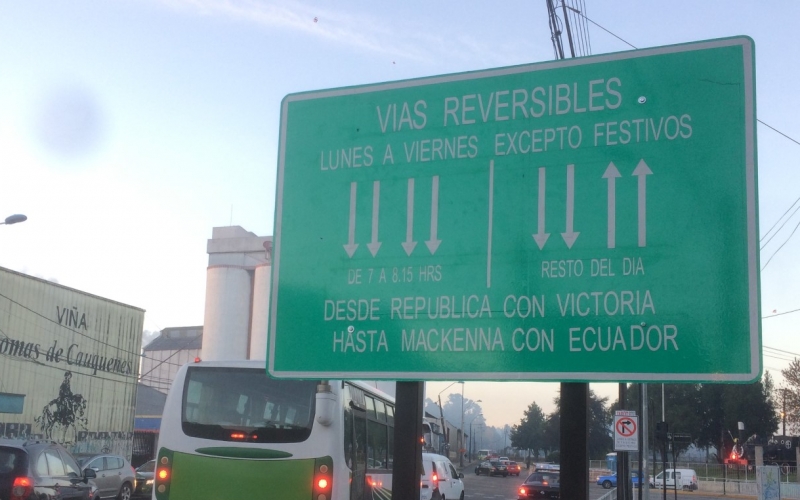 VIAS REVERSIBLES
LUNES A VIERNES EXCEPTO FESTIVOS
DE 7 A 8.15 HRS
RESTO DEL DIA
DESDE REPUBLICA CON VICTORIA
HASTA MACKENNA CON ECUADOR
VIÑA
omas de Cauquenes